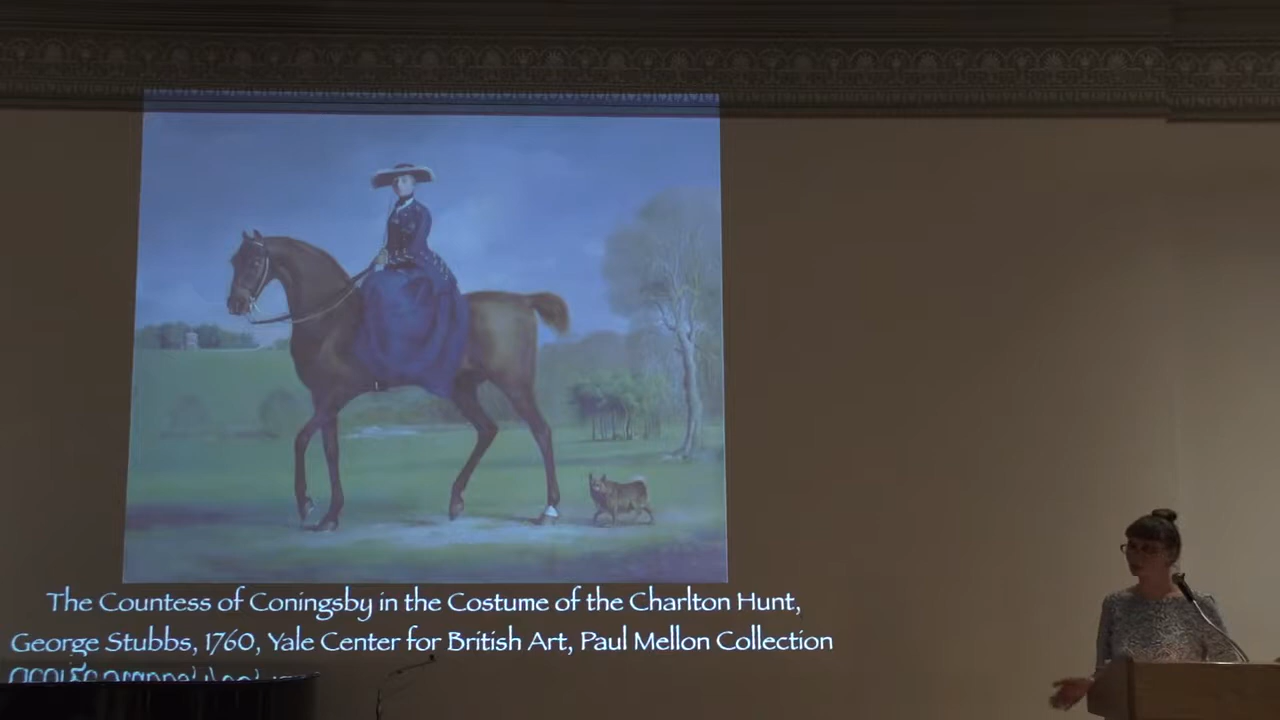 The Countess of Coningsby in the Costume of the Charlton Hunt,
George Stubbs, 1760, Yale Center for British Art, Paul Mellon Collection